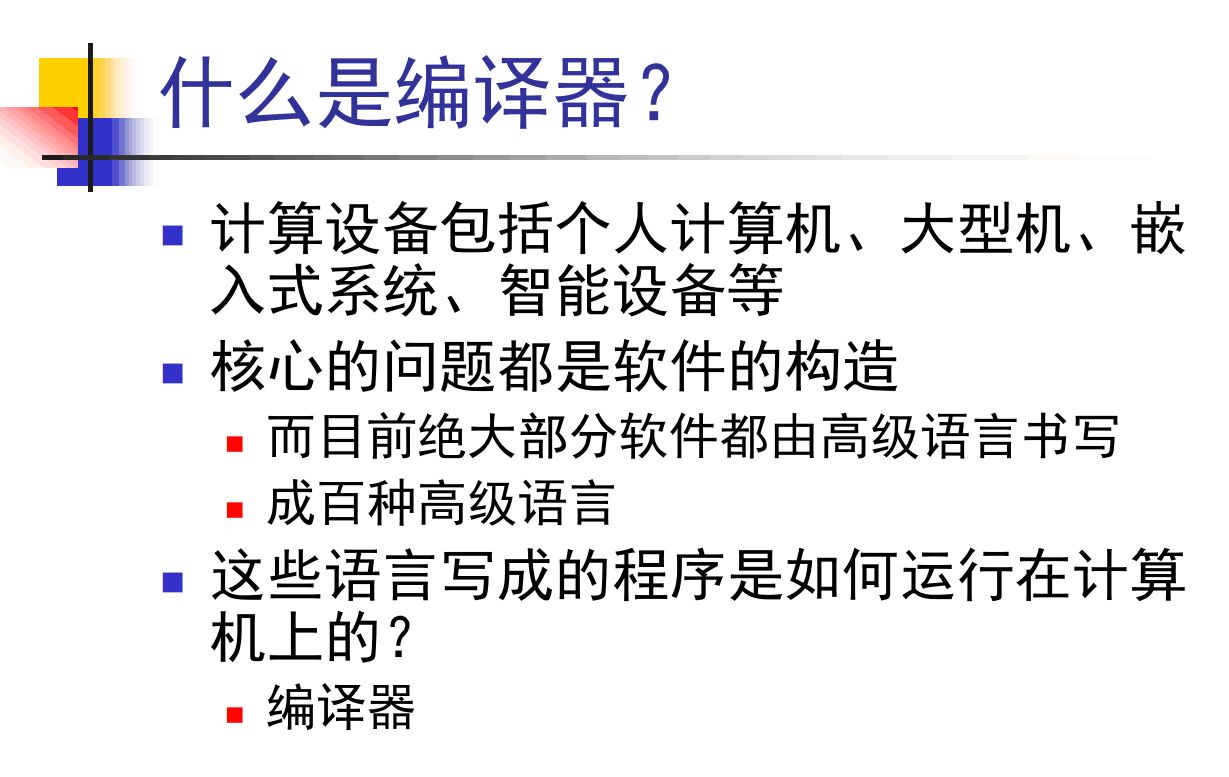 什么是编译器？
计算设备包括个人计算机、大型机、嵌
入式系统、智能设备等
核心的问题都是软件的构造
而目前绝大部分软件都由高级语言书写
成百种高级语言
这些语言写成的程序是如何运行在计算
机上的？
编译器